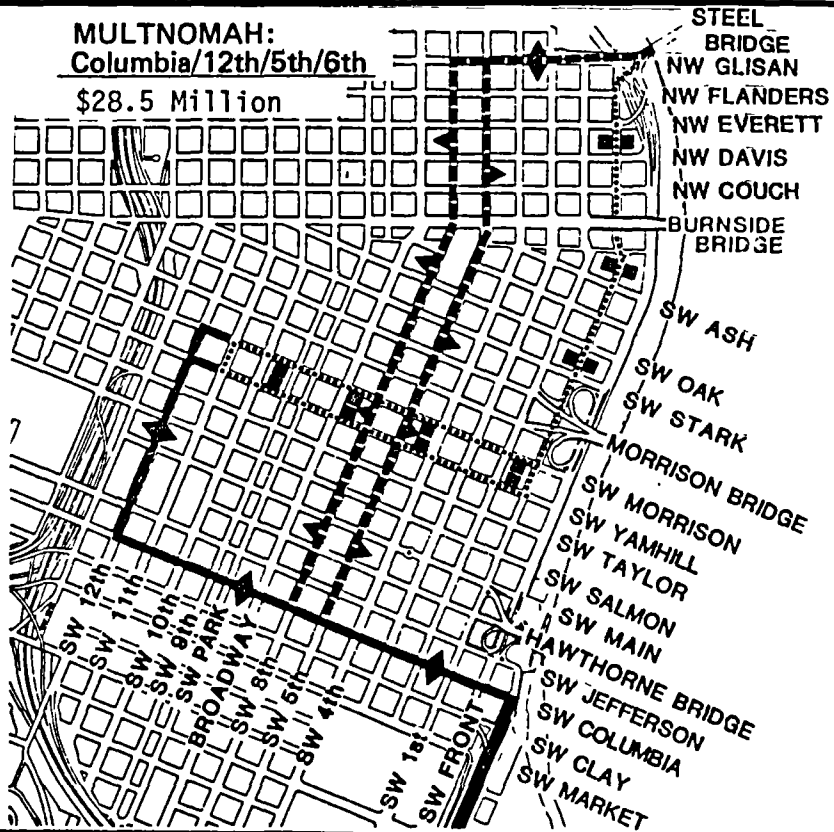 MULTNOMAH:
Columbia/12th/5th/6th
$28.5 Million
STEEL
BRIDGE
NW GLISAN
NW FLANDERS
NW EVERETT
NW DAVIS
NW COUCH
BURNSIDE
BRIDGE
SW ASH
SW OAK
SW STARK
MORRISON BRIDGE
SW MORRISON
SW YAMHILL
SW TAYLOR
SW SALMON
SW MAIN
HAWTHORNE BRIDGE
SW JEFFERSON
SW COLUMBIA
SW CLAY
SW MARKET
SW 12th
SW 11th
SW 10th
SW 9th
SW PARK
BROADWAY
SW 6th
SW 5th
SW 4th
SW 1st
SW FRONT